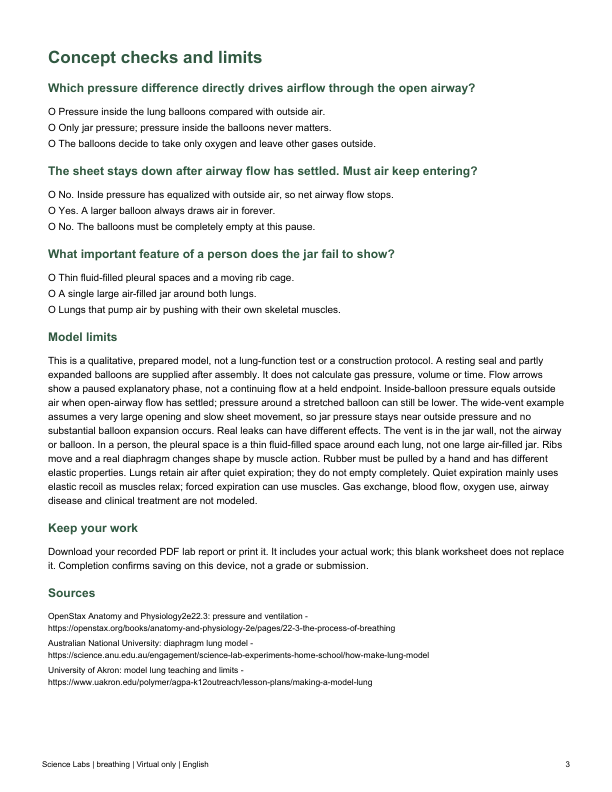 Concept checks and limits
Which pressure difference directly drives airflow through the open airway?
O Pressure inside the lung balloons compared with outside air.
O Only jar pressure; pressure inside the balloons never matters.
O The balloons decide to take only oxygen and leave other gases outside.
The sheet stays down after airway flow has settled. Must air keep entering?
O No. Inside pressure has equalized with outside air, so net airway flow stops.
O Yes. A larger balloon always draws air in forever.
O No. The balloons must be completely empty at this pause.
What important feature of a person does the jar fail to show?
O Thin fluid-filled pleural spaces and a moving rib cage.
O A single large air-filled jar around both lungs.
O Lungs that pump air by pushing with their own skeletal muscles.
Model limits
This is a qualitative, prepared model, not a lung-function test or a construction protocol. A resting seal and partly
expanded balloons are supplied after assembly. It does not calculate gas pressure, volume or time. Flow arrows
show a paused explanatory phase, not a continuing flow at a held endpoint. Inside-balloon pressure equals outside
air when open-airway flow has settled; pressure around a stretched balloon can still be lower. The wide-vent example
assumes a very large opening and slow sheet movement, so jar pressure stays near outside pressure and no
substantial balloon expansion occurs. Real leaks can have different effects. The vent is in the jar wall, not the airway
or balloon. In a person, the pleural space is a thin fluid-filled space around each lung, not one large air-filled jar. Ribs
move and a real diaphragm changes shape by muscle action. Rubber must be pulled by a hand and has different
elastic properties. Lungs retain air after quiet expiration; they do not empty completely. Quiet expiration mainly uses
elastic recoil as muscles relax; forced expiration can use muscles. Gas exchange, blood flow, oxygen use, airway
disease and clinical treatment are not modeled.
Keep your work
Download your recorded PDF lab report or print it. It includes your actual work; this blank worksheet does not replace
it. Completion confirms saving on this device, not a grade or submission.
Sources
OpenStax Anatomy and Physiology2e22.3: pressure and ventilation -
https://openstax.org/books/anatomy-and-physiology-2e/pages/22-3-the-process-of-breathing
Australian National University: diaphragm lung model -
https://science.anu.edu.au/engagement/science-lab-experiments-home-school/how-make-lung-model
University of Akron: model lung teaching and limits -
https://www.uakron.edu/polymer/agpa-k12outreach/lesson-plans/making-a-model-lung
Science Labs | breathing | Virtual only | English
3